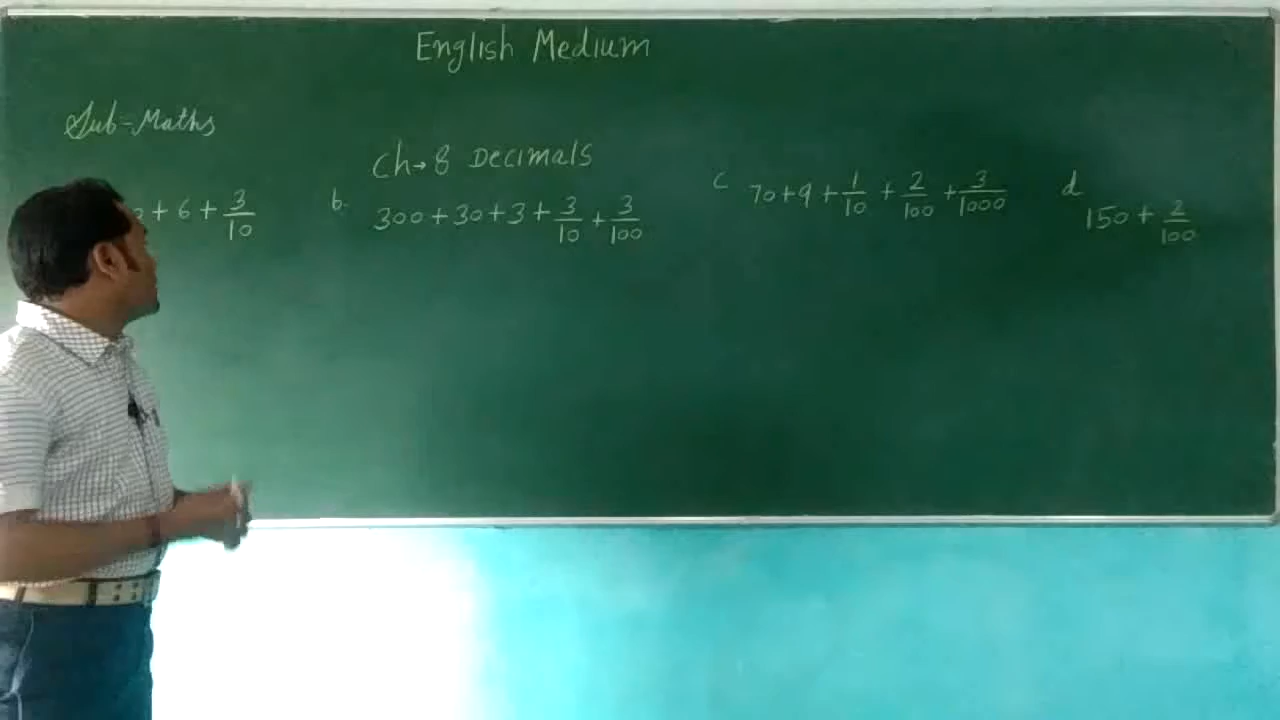 English Medium
Sub-Maths
Ch→8 Decimals
+ 6 + 3/10
b. 300 + 30 + 3 + 3/10 + 3/100
c 70 + 9 + 1/10 + 2/100 + 3/1000
d 150 + 2/100